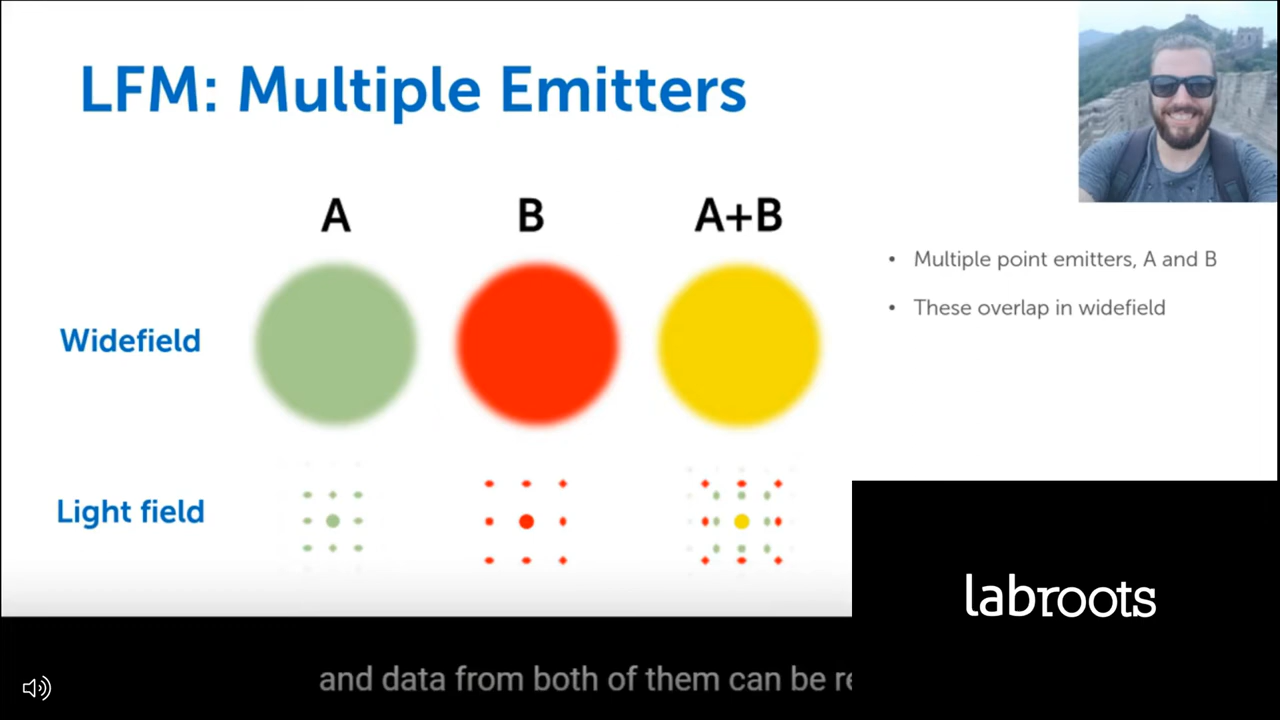 LFM: Multiple Emitters
A B A+B
• Multiple point emitters, A and B
• These overlap in widefield
Widefield
Light field
labroots
and data from both of them can be